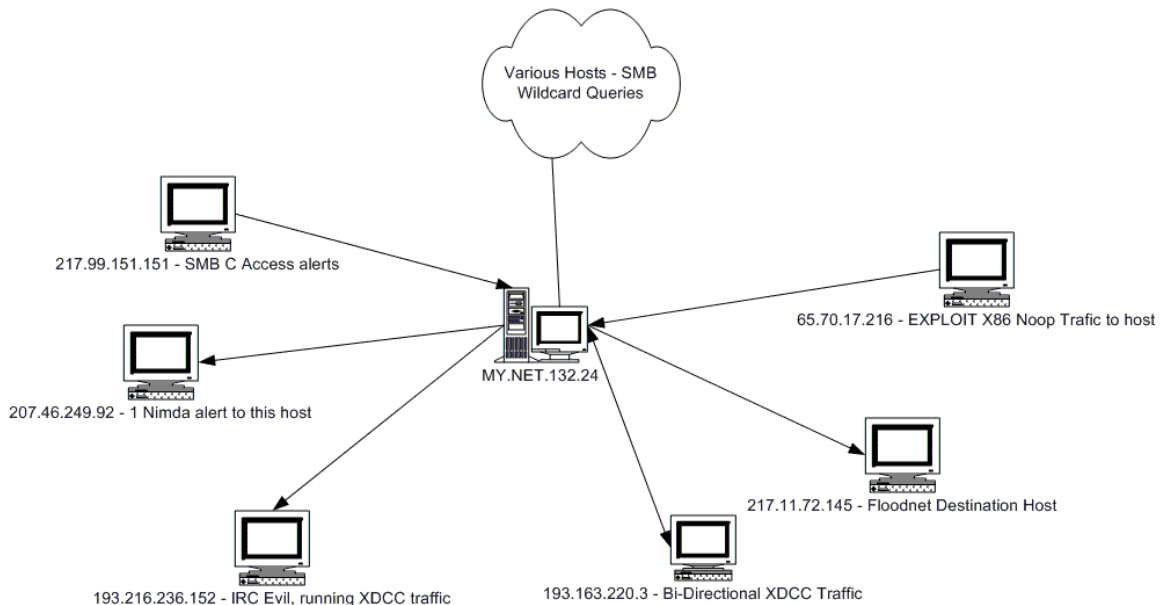 Various Hosts - SMB
Wildcard Queries
217.99.151.151 - SMB C Access alerts
65.70.17.216 - EXPLOIT X86 Noop Trafic to host
MY.NET.132.24
207.46.249.92 - 1 Nimda alert to this host
217.11.72.145 - Floodnet Destination Host
193.216.236.152 - IRC Evil, running XDCC traffic
193.163.220.3 - Bi-Directional XDCC Traffic